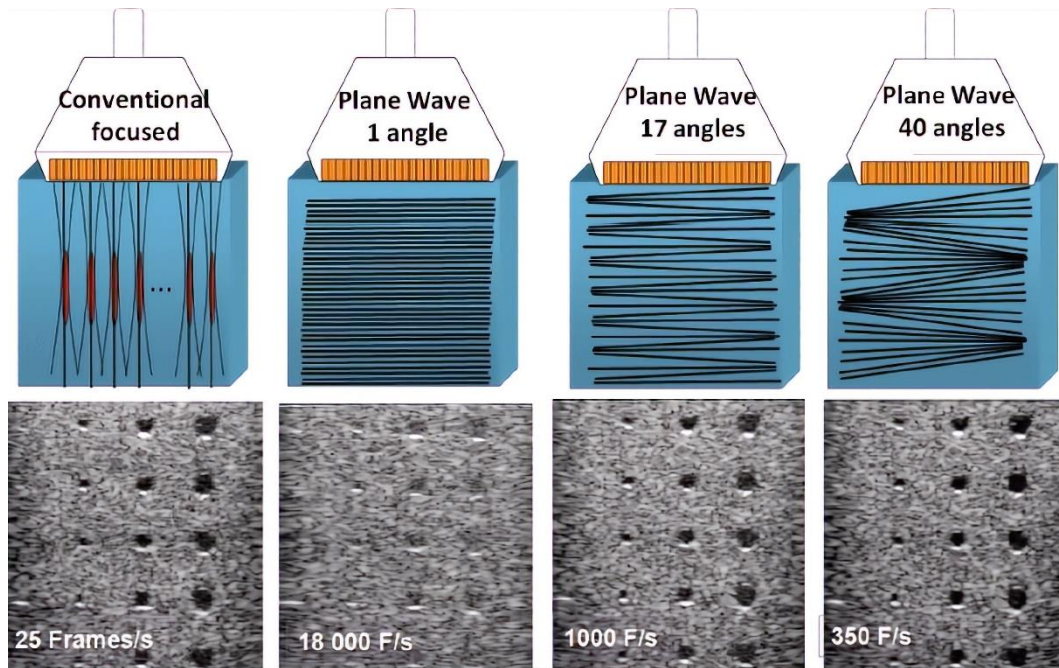 Conventional
focused
Plane Wave
1 angle
Plane Wave
17 angles
Plane Wave
40 angles
...
25 Frames/s
18 000 F/s
1000 F/s
350 F/s